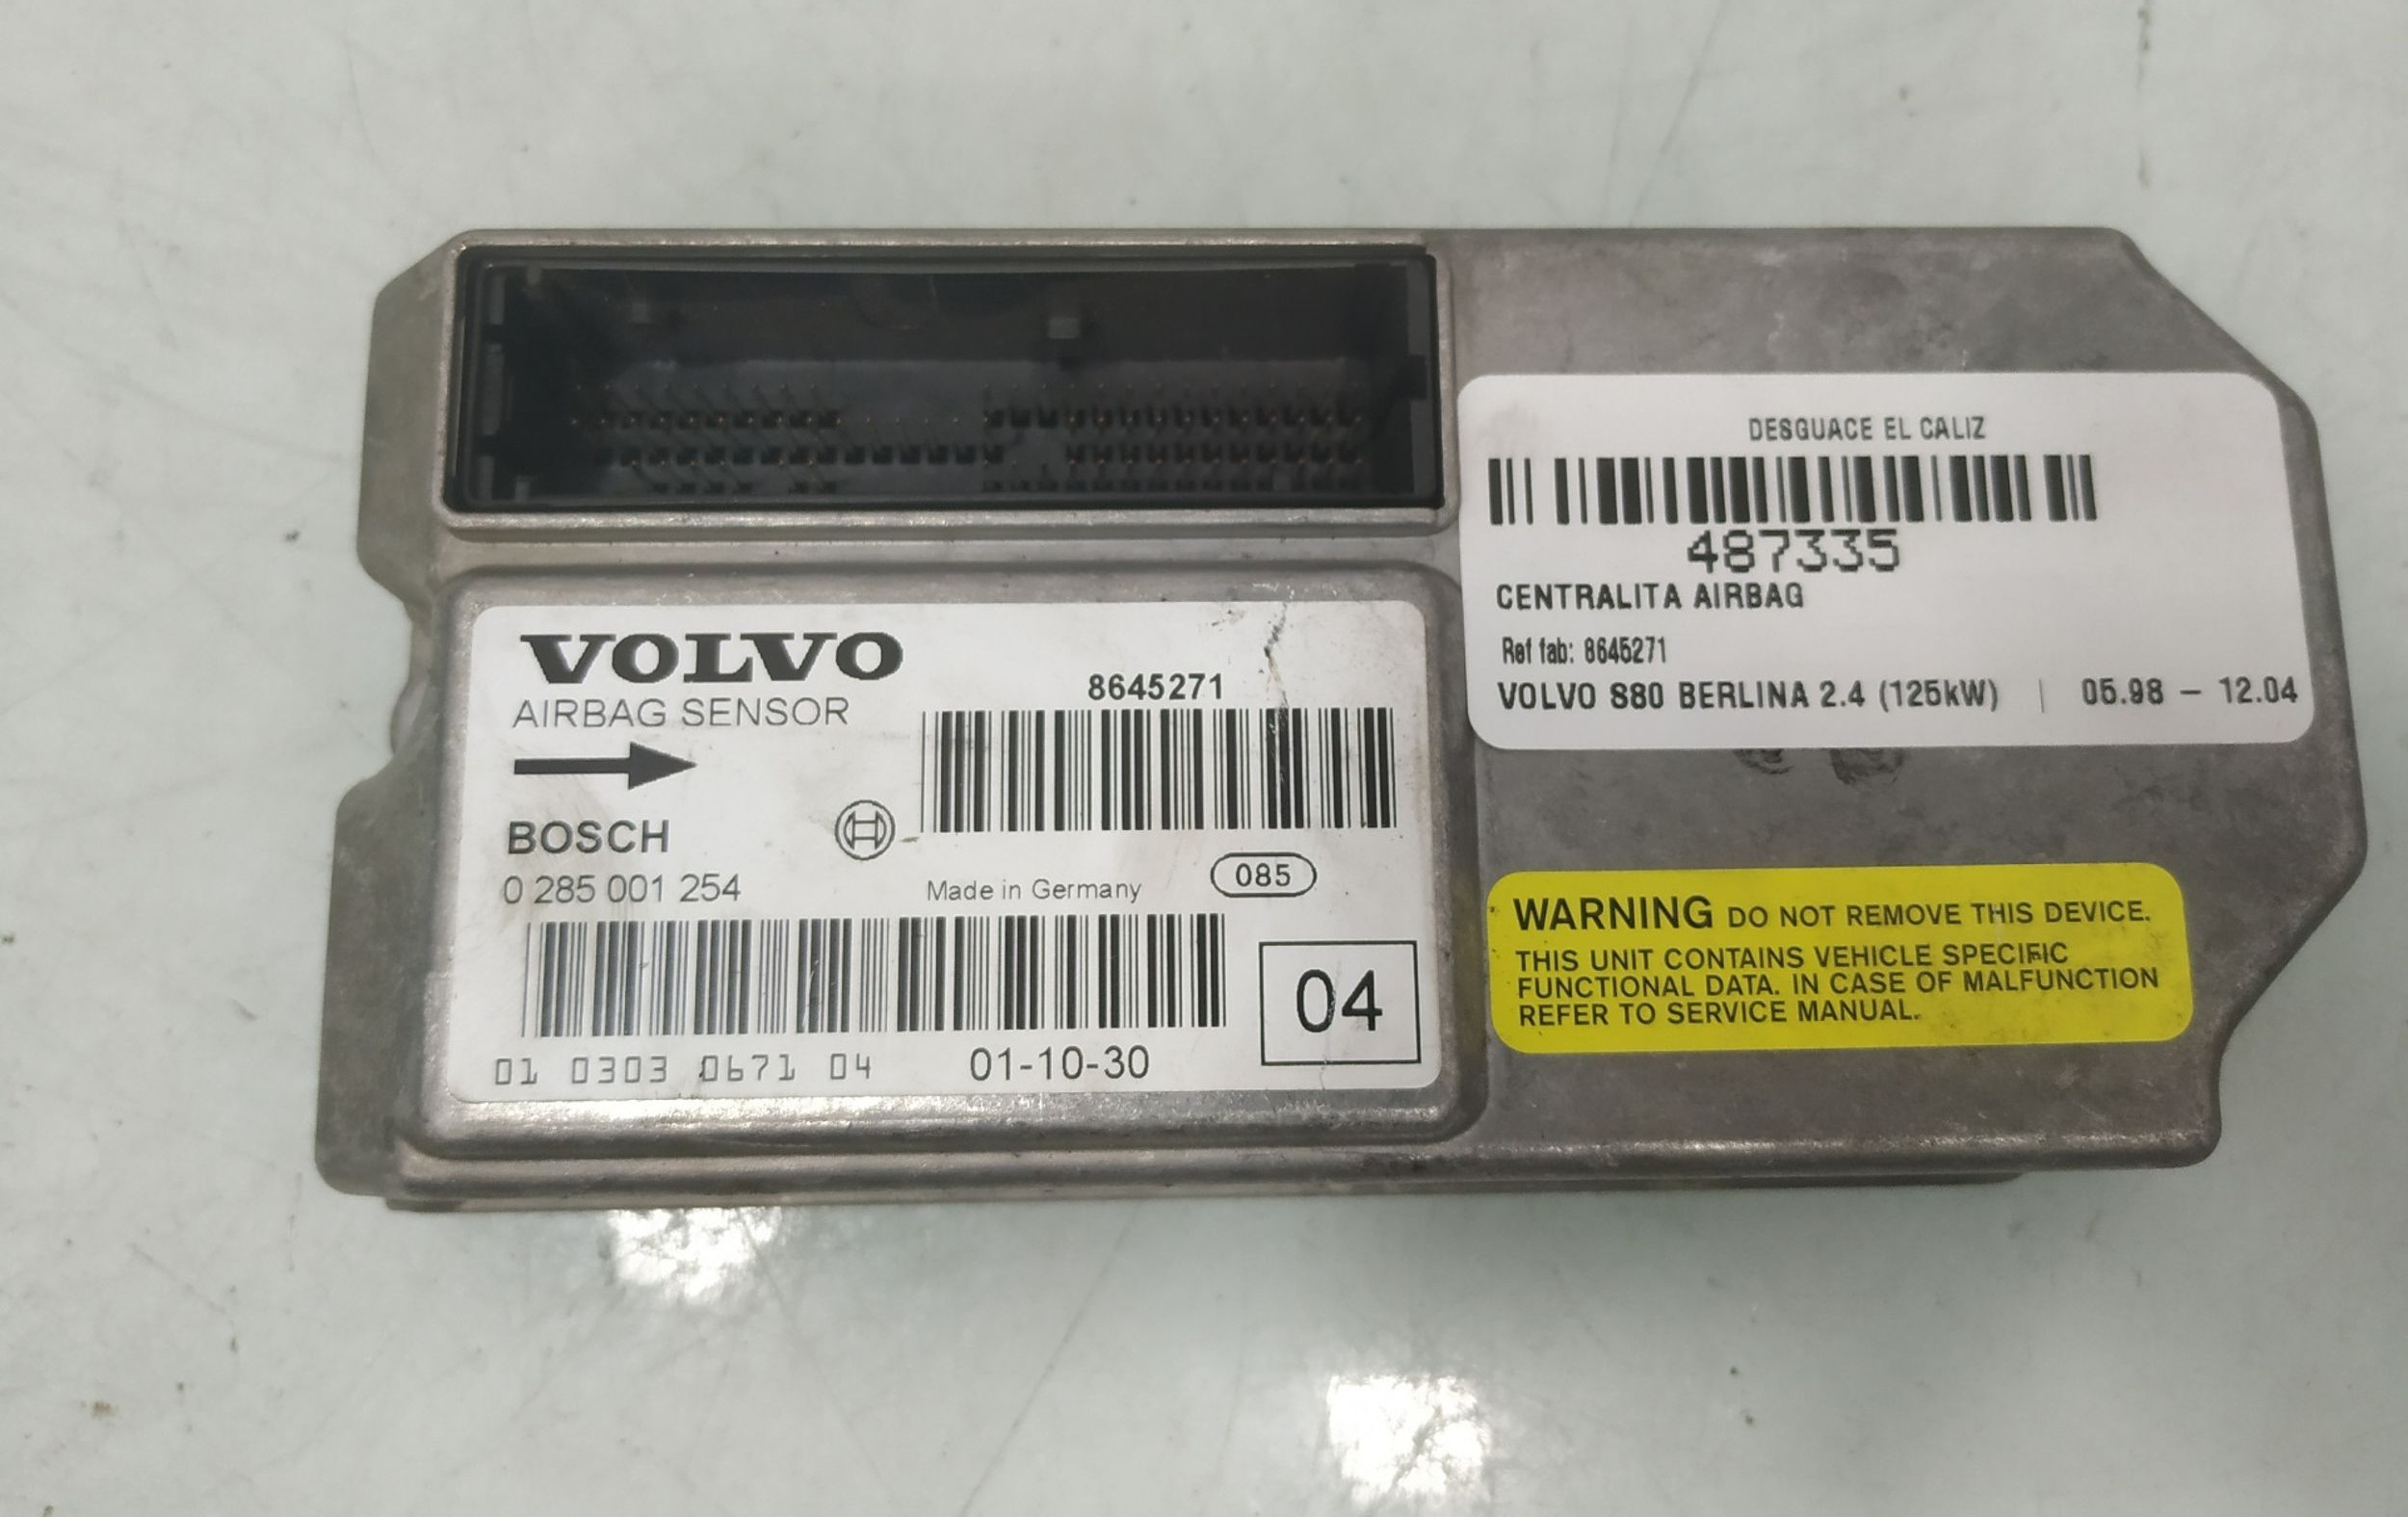 VOLVO
AIRBAG SENSOR
8645271
BOSCH
0 285 001 254
Made in Germany
085
04
01 0303 0671 04
01-10-30
DESGUACE EL CALIZ
487335
CENTRALITA AIRBAG
Ref fab: 8645271
VOLVO S80 BERLINA 2.4 (125kW) | 05.98 - 12.04
WARNING DO NOT REMOVE THIS DEVICE.
THIS UNIT CONTAINS VEHICLE SPECIFIC
FUNCTIONAL DATA. IN CASE OF MALFUNCTION
REFER TO SERVICE MANUAL.